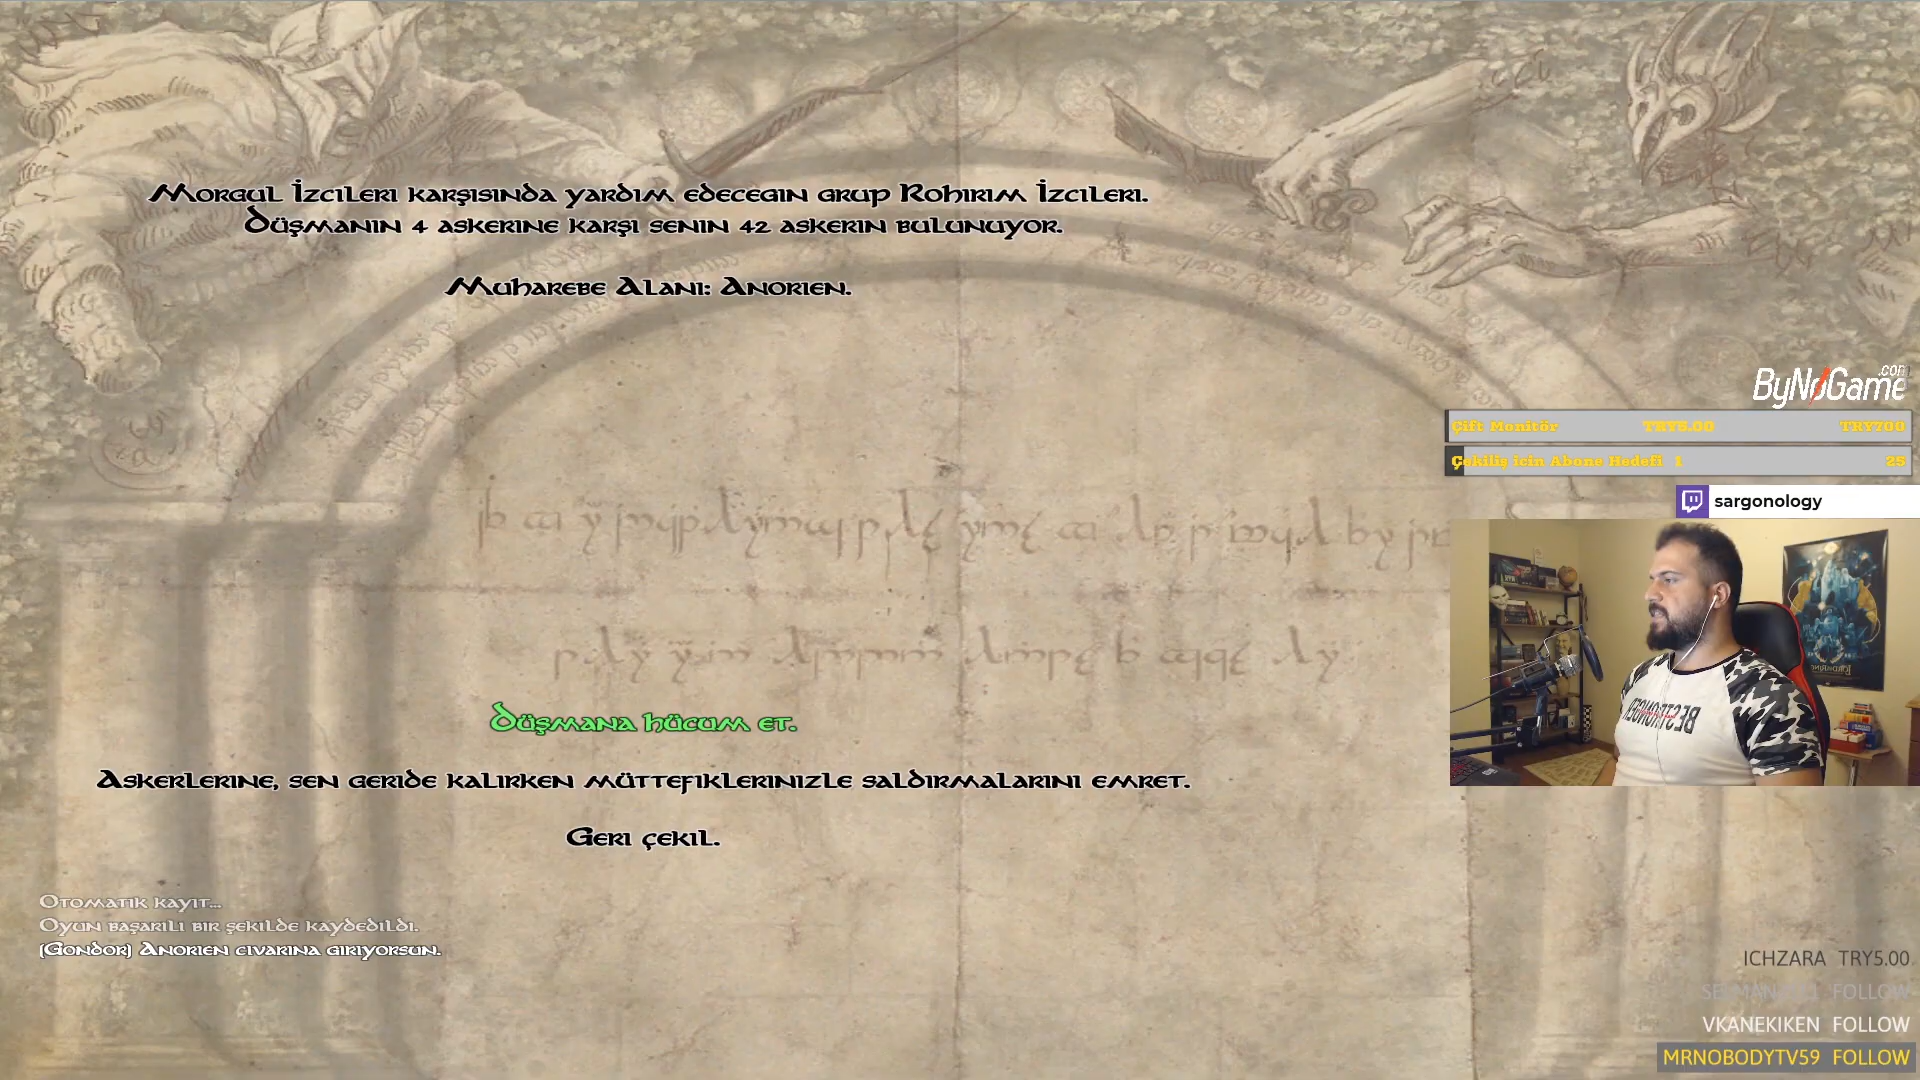 Morgul İzcileri karşısında yardım edecegin grup Rohirim İzcileri.
Düşmanın 4 askerine karşı senin 42 askerin bulunuyor.
Muharebe Alanı: Anorien.
Düşmana hücum et.
Askerlerine, sen geride kalırken müttefiklerinizle saldırmalarını emret.
Geri çekil.
Otomatik kayıt...
Oyun başarılı bir şekilde kaydedildi.
[Gondor] Anorien civarına giriyorsun.
ByNoGame.com
Çift Monitör TRY5.00 TRY700
Çekiliş icin Abone Hedefi 1 25
sargonology
ICHZARA TRY5.00
FOLLOW
VKANEKIKEN FOLLOW
MRNOBODYTV59 FOLLOW